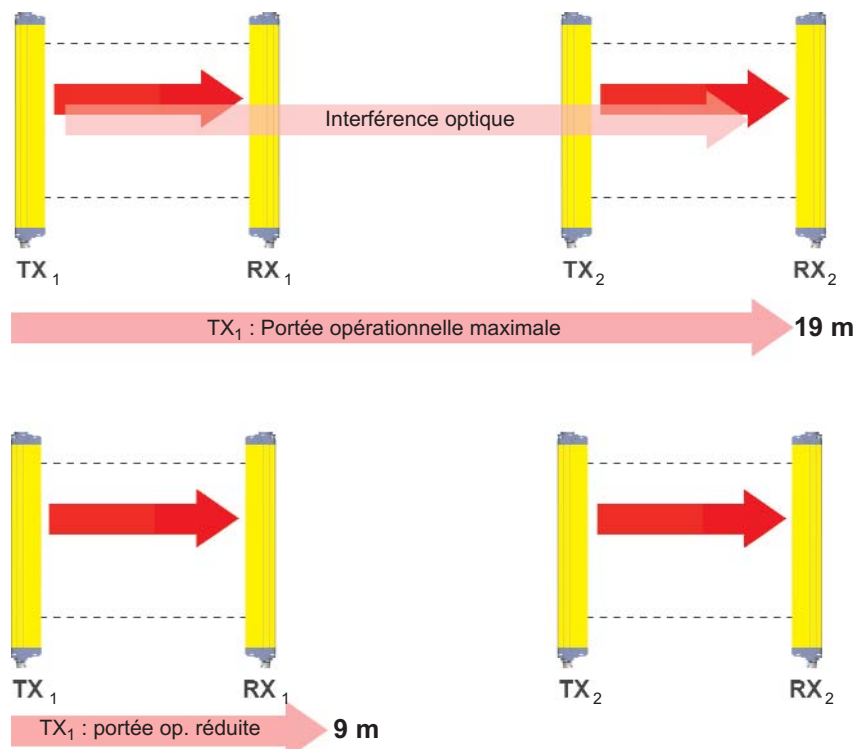 Interférence optique
TX₁ RX₁ TX₂ RX₂
TX₁ : Portée opérationnelle maximale 19 m
TX₁ RX₁ TX₂ RX₂
TX₁ : portée op. réduite 9 m